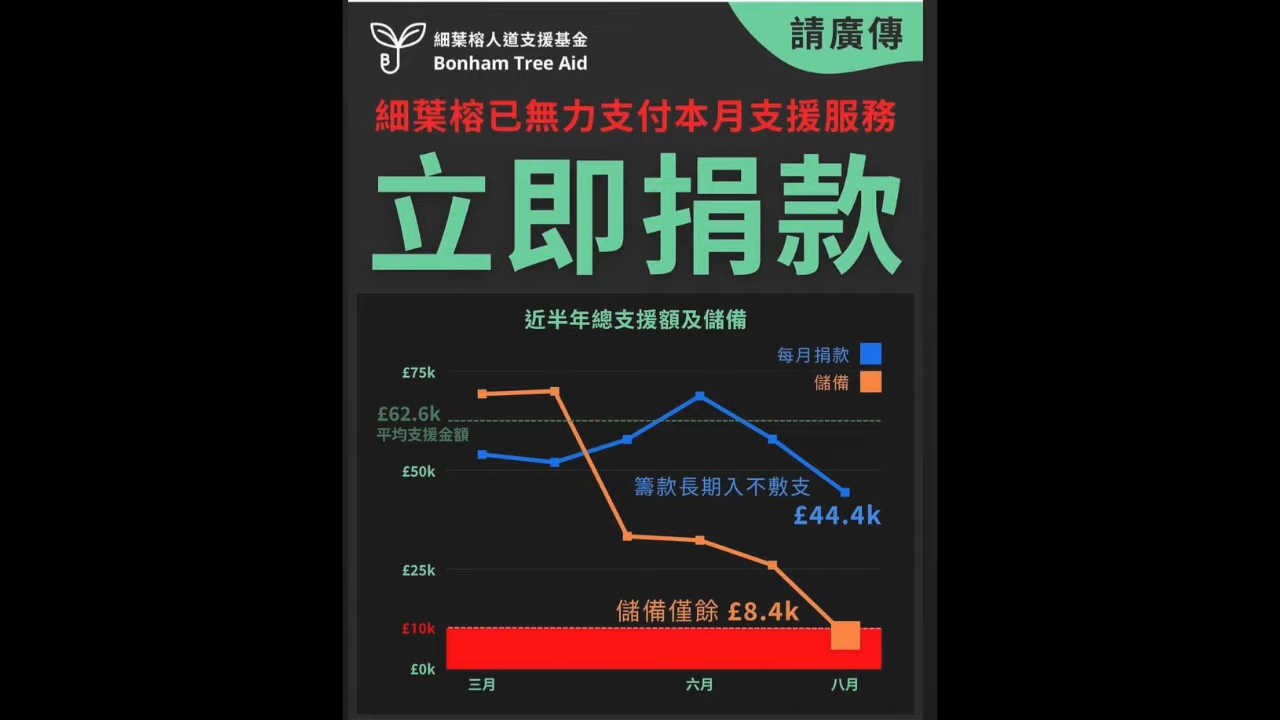 請廣傳
細葉榕人道支援基金
Bonham Tree Aid
細葉榕已無力支付本月支援服務
立即捐款
近半年總支援額及儲備
每月捐款
儲備
£75k
£62.6k
平均支援金額
£50k
籌款長期入不敷支
£44.4k
£25k
儲備僅餘 £8.4k
£10k
£0k
三月 六月 八月